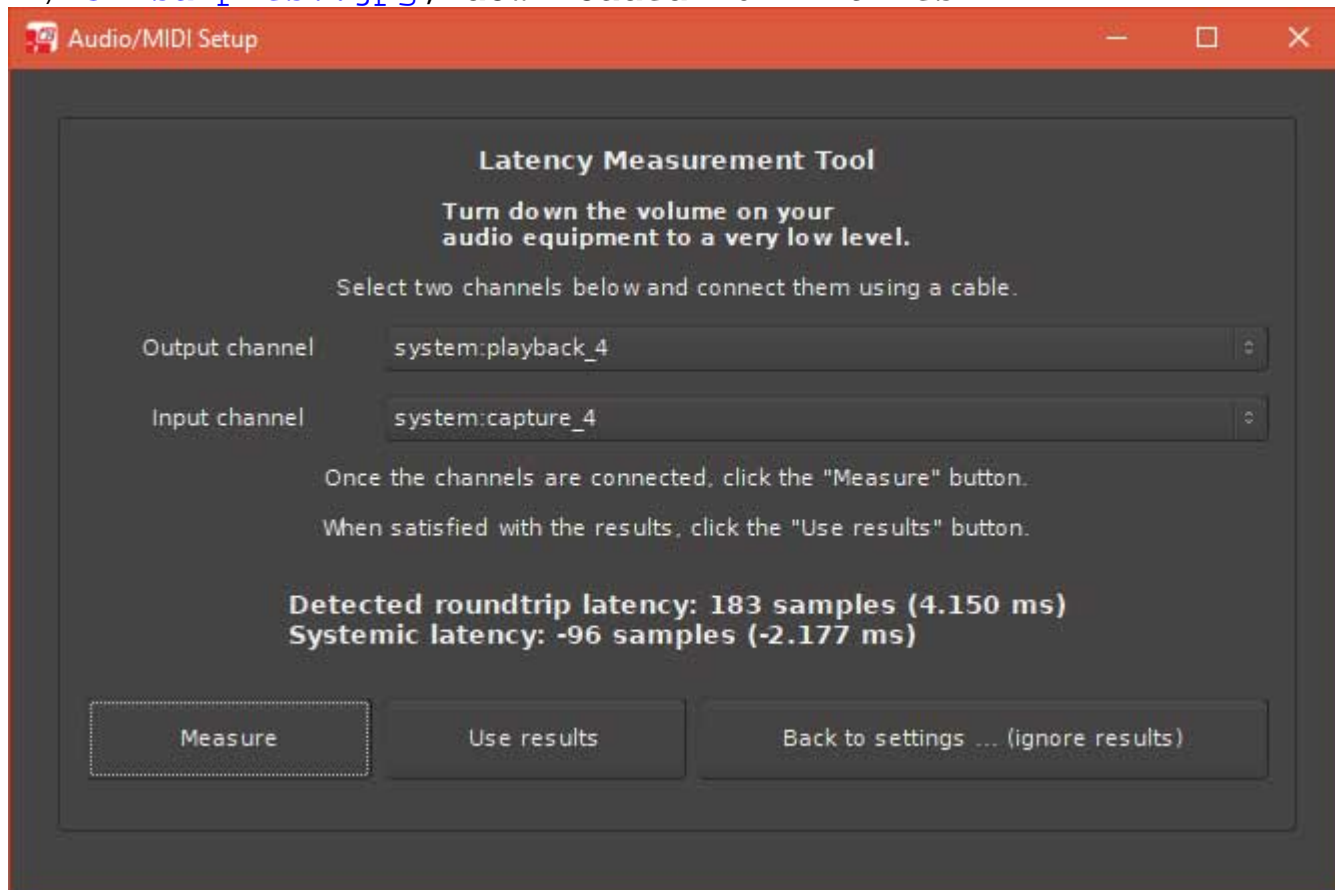 Audio/MIDI Setup
Latency Measurement Tool
Turn down the volume on your
audio equipment to a very low level.
Select two channels below and connect them using a cable.
Output channel system:playback_4
Input channel system:capture_4
Once the channels are connected, click the "Measure" button.
When satisfied with the results, click the "Use results" button.
Detected roundtrip latency: 183 samples (4.150 ms)
Systemic latency: -96 samples (-2.177 ms)
Measure Use results Back to settings ... (ignore results)